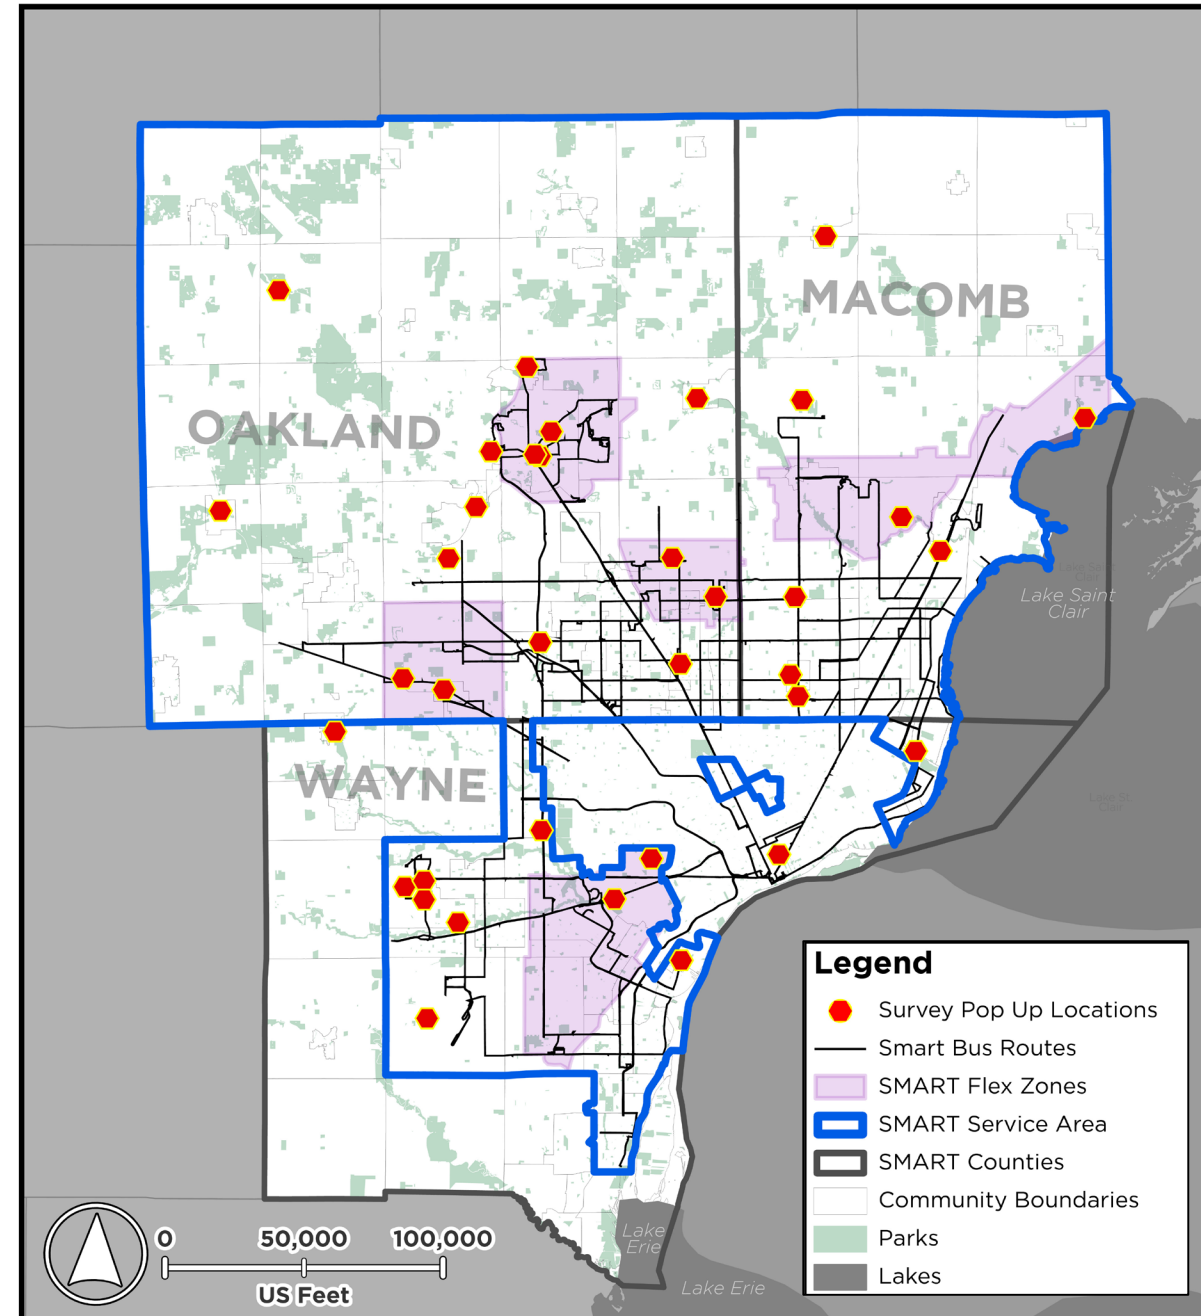 MACOMB
OAKLAND
Lake Saint
Clair
WAYNE
Legend
Survey Pop Up Locations
Smart Bus Routes
SMART Flex Zones
SMART Service Area
SMART Counties
Community Boundaries
Parks
Lakes
0 50,000 100,000
US Feet
Lake
Erie
Lake Erie